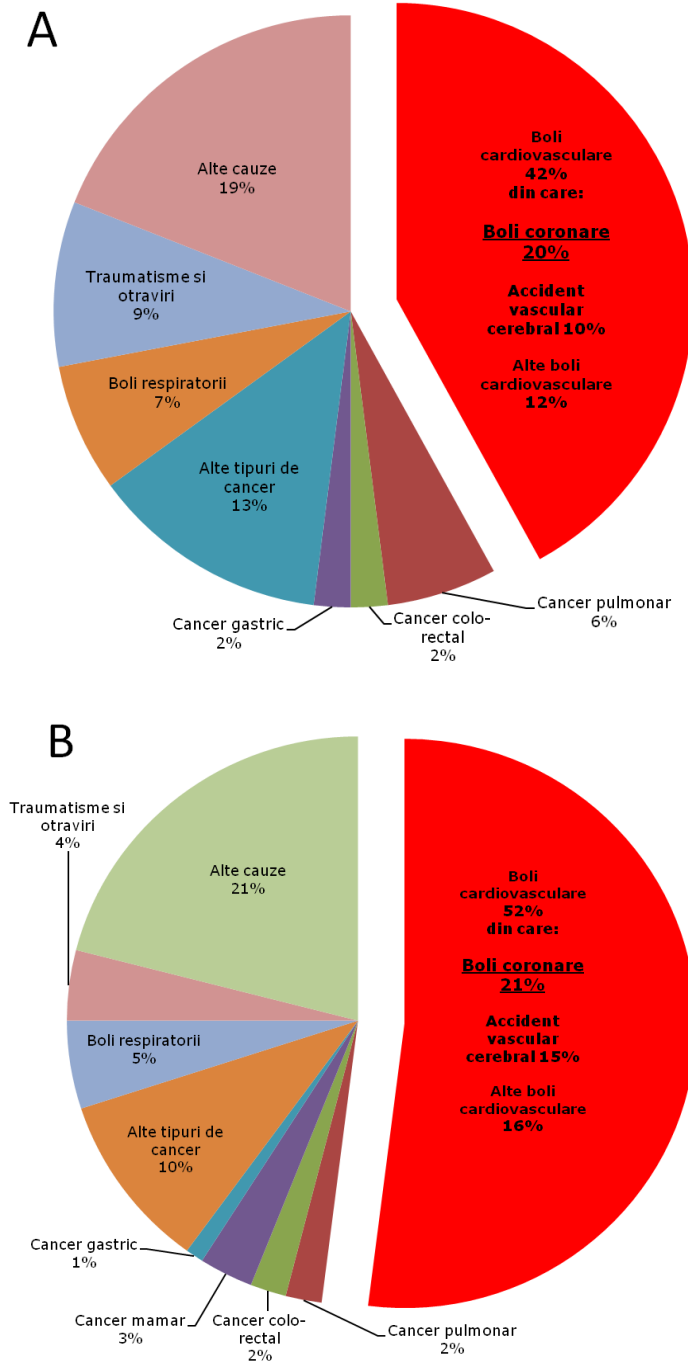 A
Boli
cardiovasculare
42%
din care:
Boli coronare
20%
Accident
vascular
cerebral 10%
Alte boli
cardiovasculare
12%
Alte cauze
19%
Traumatisme si
otraviri
9%
Boli respiratorii
7%
Alte tipuri de
cancer
13%
Cancer gastric
2%
Cancer colo-
rectal
2%
Cancer pulmonar
6%
B
Boli
cardiovasculare
52%
din care:
Boli coronare
21%
Accident
vascular
cerebral 15%
Alte boli
cardiovasculare
16%
Traumatisme si
otraviri
4%
Alte cauze
21%
Boli respiratorii
5%
Alte tipuri de
cancer
10%
Cancer gastric
1%
Cancer mamar
3%
Cancer colo-
rectal
2%
Cancer pulmonar
2%